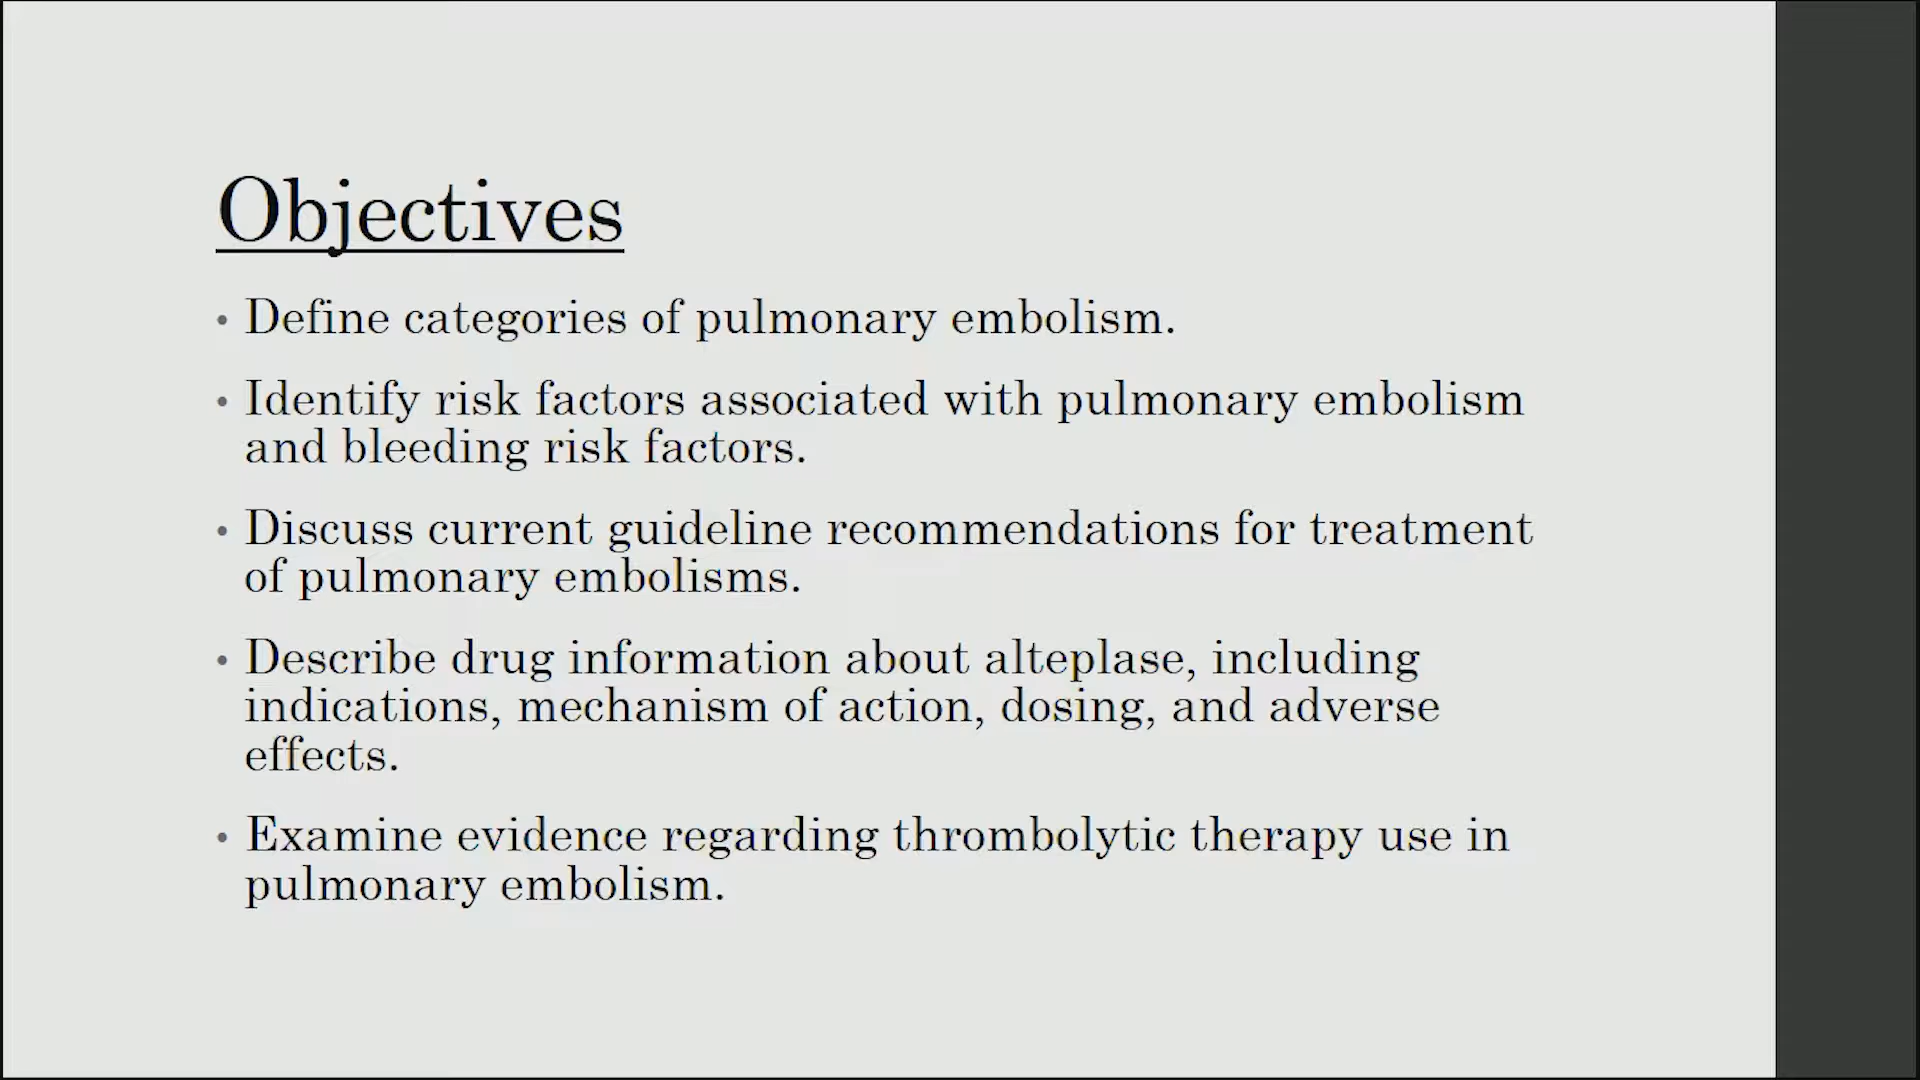 Objectives
• Define categories of pulmonary embolism.
• Identify risk factors associated with pulmonary embolism
and bleeding risk factors.
• Discuss current guideline recommendations for treatment
of pulmonary embolisms.
• Describe drug information about alteplase, including
indications, mechanism of action, dosing, and adverse
effects.
• Examine evidence regarding thrombolytic therapy use in
pulmonary embolism.